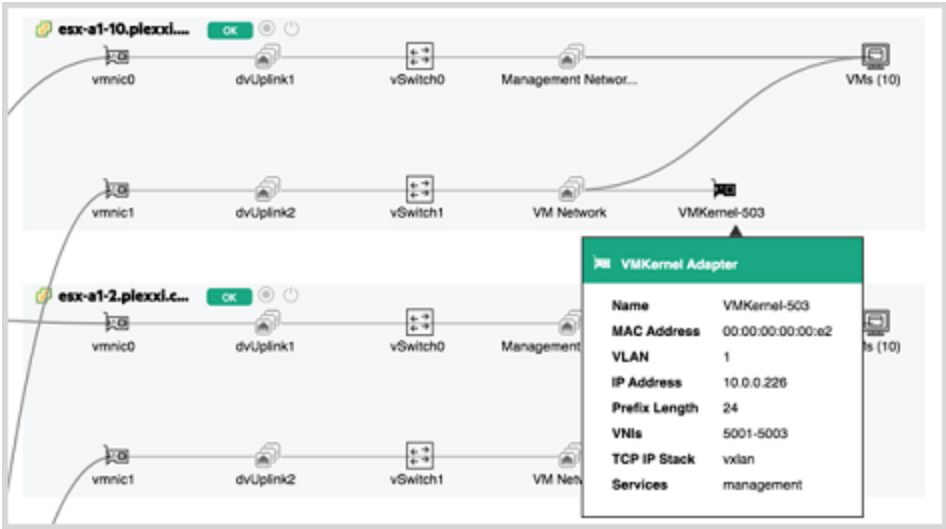 esx-a1-10.plexxi.... OK
vmnic0 dvUplink1 vSwitch0 Management Networ... VMs (10)
vmnic1 dvUplink2 vSwitch1 VM Network VMKernel-503
VMKernel Adapter
Name VMKernel-503
MAC Address 00:00:00:00:00:e2
VLAN 1
IP Address 10.0.0.226
Prefix Length 24
VNIs 5001-5003
TCP IP Stack vxlan
Services management
esx-a1-2.plexxi.c... OK
vmnic0 dvUplink1 vSwitch0 Management Ms (10)
vmnic1 dvUplink2 vSwitch1 VM Netw